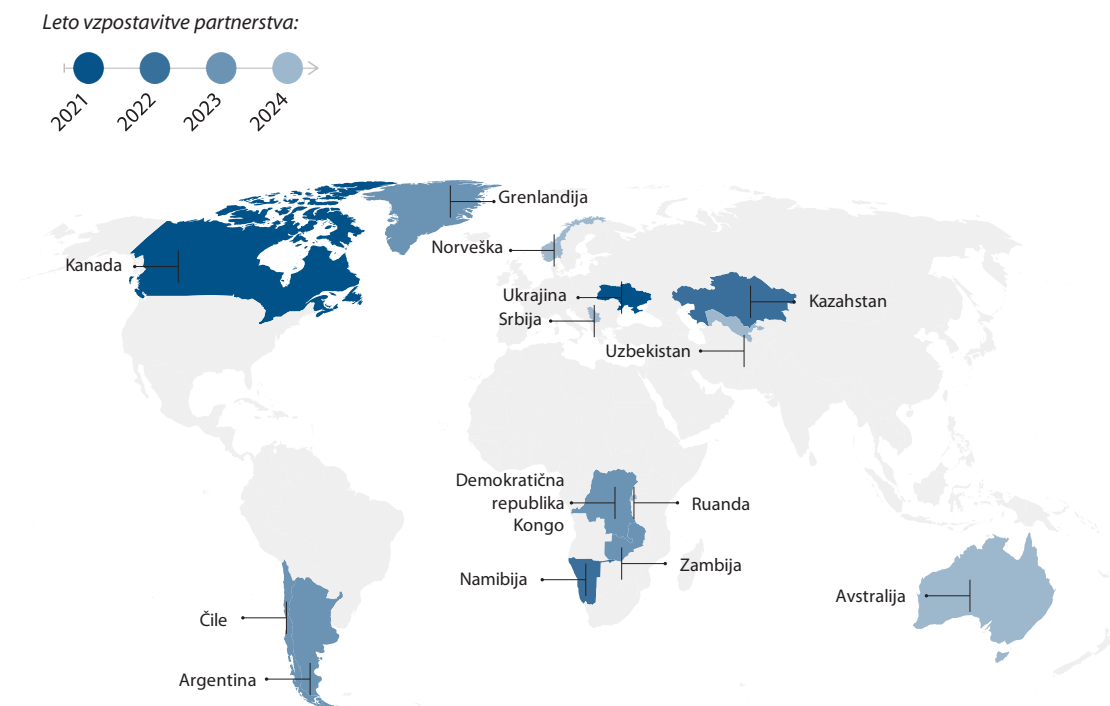 Leto vzpostavitve partnerstva:
2021
2022
2023
2024
Grenlandija
Norveška
Kanada
Ukrajina
Kazahstan
Srbija
Uzbekistan
Demokratična
republika
Kongo
Ruanda
Zambija
Namibija
Avstralija
Čile
Argentina